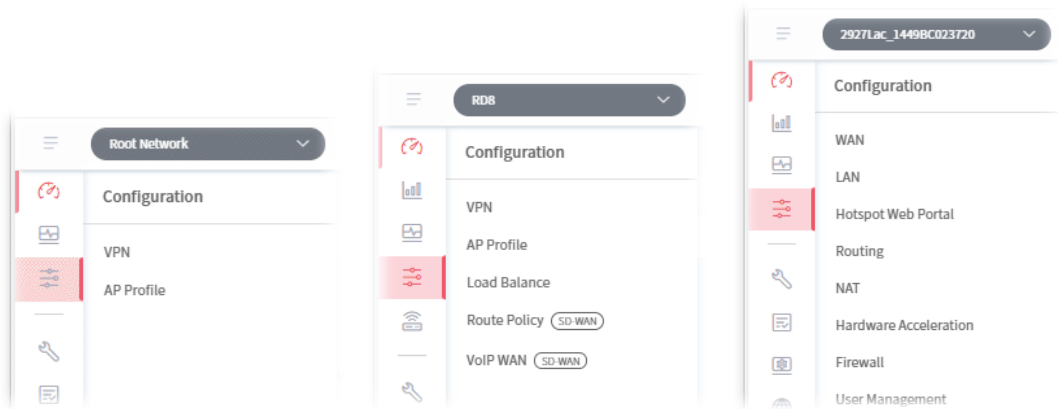 Root Network
Configuration
VPN
AP Profile
RD8
Configuration
VPN
AP Profile
Load Balance
Route Policy SD-WAN
VoIP WAN SD-WAN
2927Lac_1449BC023720
Configuration
WAN
LAN
Hotspot Web Portal
Routing
NAT
Hardware Acceleration
Firewall
User Management